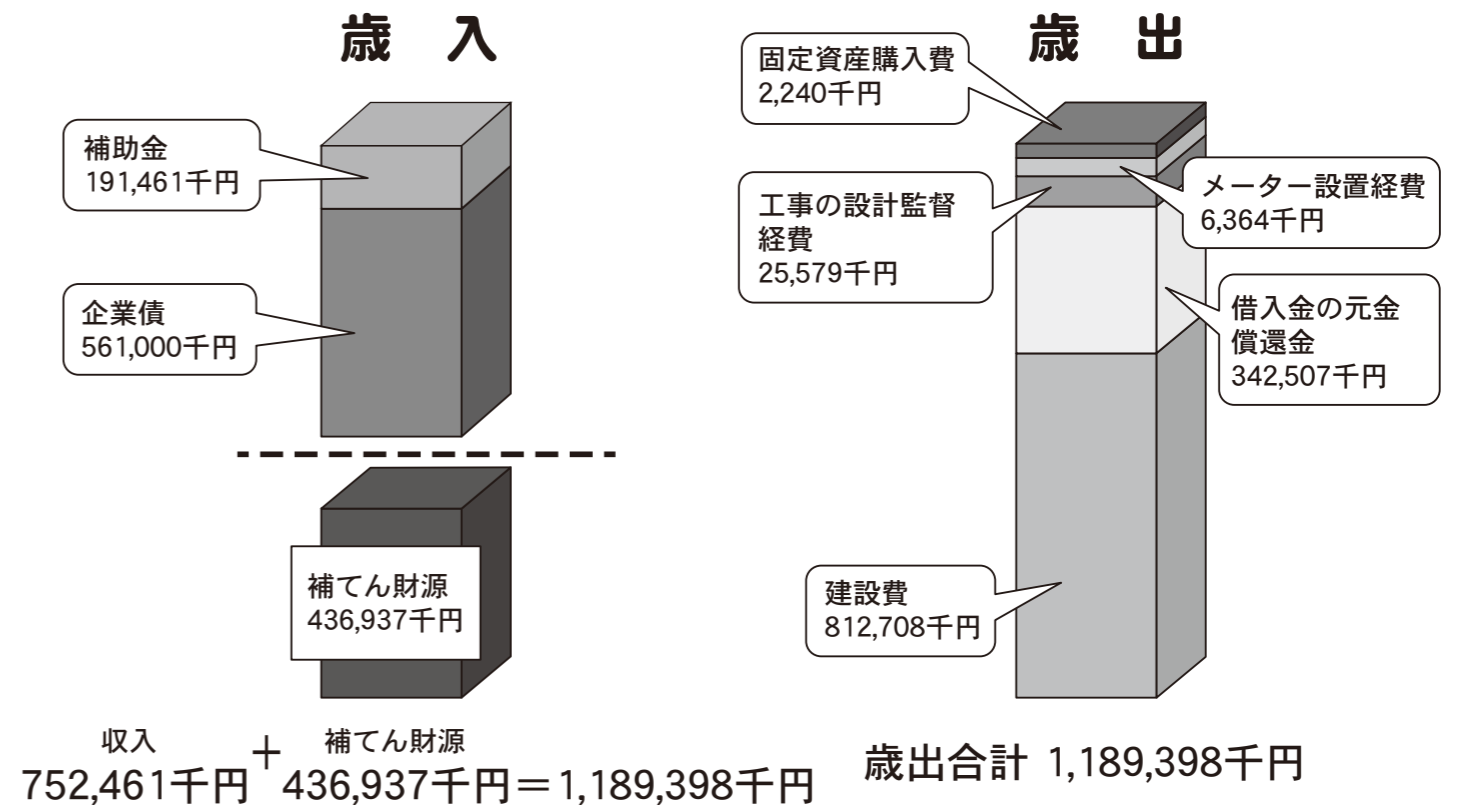 歳 入
補助金
191,461千円
企業債
561,000千円
補てん財源
436,937千円
収入
752,461千円
+
補てん財源
436,937千円＝1,189,398千円
歳 出
固定資産購入費
2,240千円
メーター設置経費
6,364千円
工事の設計監督
経費
25,579千円
借入金の元金
償還金
342,507千円
建設費
812,708千円
歳出合計 1,189,398千円